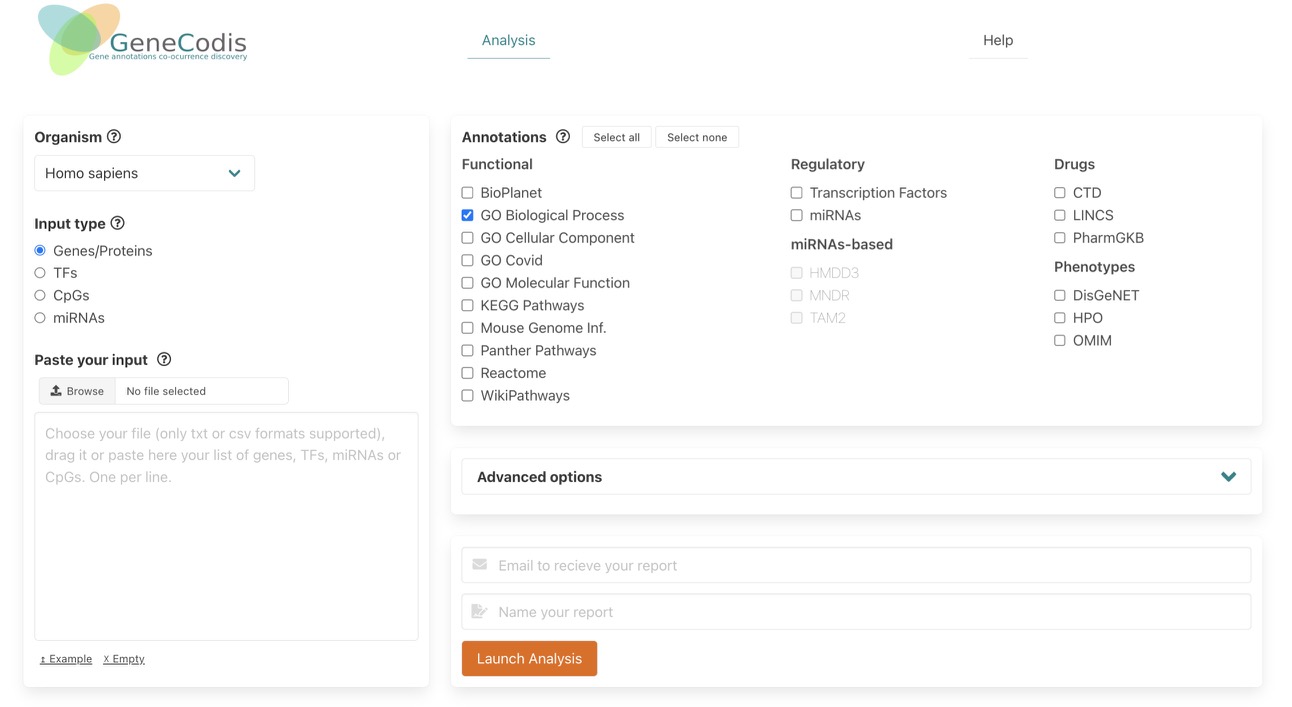 GeneCodis
Gene annotations co-ocurrence discovery
Analysis
Help
Organism
Homo sapiens
Input type
Genes/Proteins
TFs
CpGs
miRNAs
Paste your input
Browse
No file selected
Choose your file (only txt or csv formats supported),
drag it or paste here your list of genes, TFs, miRNAs or
CpGs. One per line.
Example
Empty
Annotations
Select all
Select none
Functional
BioPlanet
GO Biological Process
GO Cellular Component
GO Covid
GO Molecular Function
KEGG Pathways
Mouse Genome Inf.
Panther Pathways
Reactome
WikiPathways
Regulatory
Transcription Factors
miRNAs
miRNAs-based
HMDD3
MNDR
TAM2
Drugs
CTD
LINCS
PharmGKB
Phenotypes
DisGeNET
HPO
OMIM
Advanced options
Email to recieve your report
Name your report
Launch Analysis